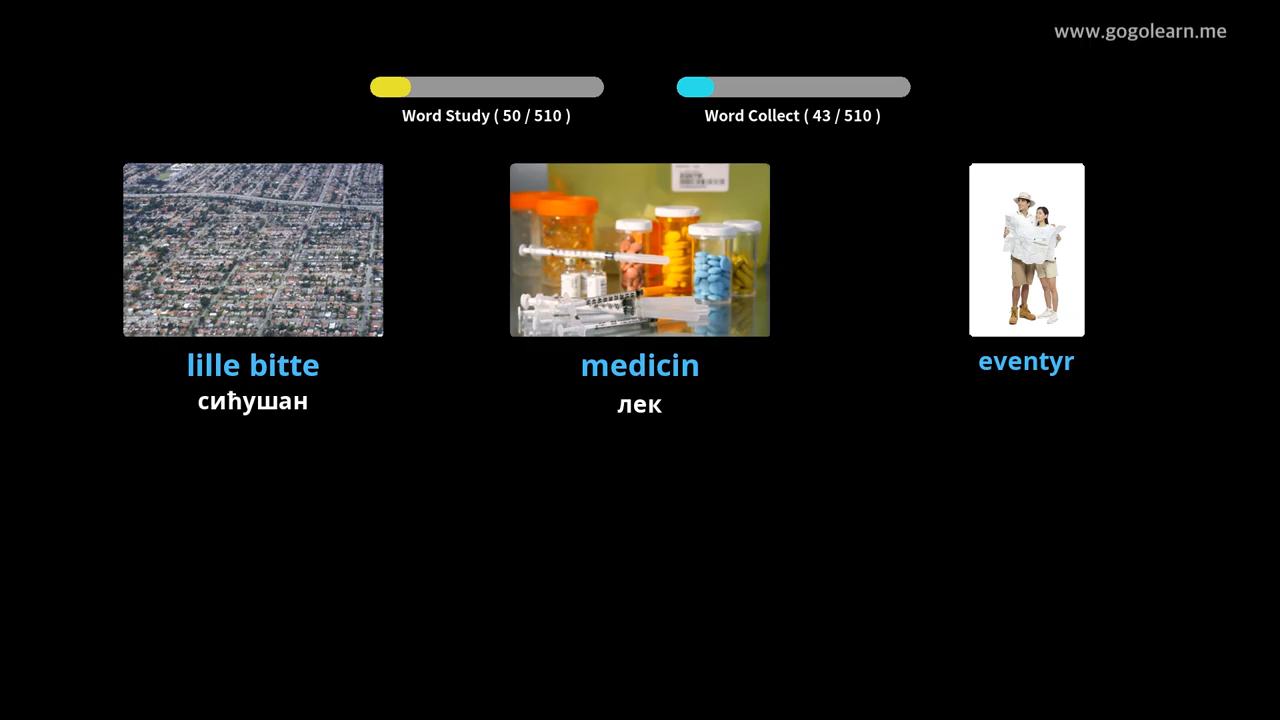 www.gogolearn.me
Word Study ( 50 / 510 )
Word Collect ( 43 / 510 )
lille bitte
сићушан
medicin
лек
eventyr